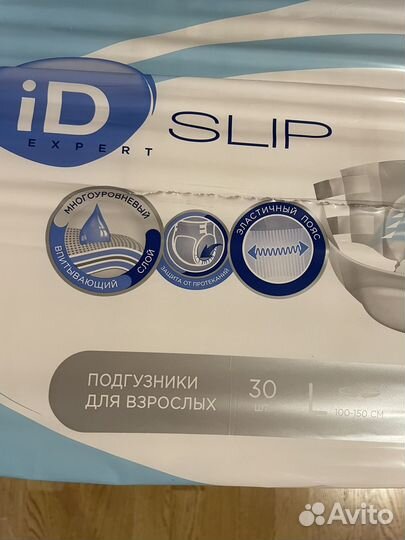 iD
EXPERT
SLIP
МНОГОУРОВНЕВЫЙ
ВПИТЫВАЮЩИЙ СЛОЙ
iD
ЗАЩИТА ОТ ПРОТЕКАНИЙ
ЭЛАСТИЧНЫЙ ПОЯС
ПОДГУЗНИКИ
ДЛЯ ВЗРОСЛЫХ
30
ШТ
L
100-150 СМ
Avito